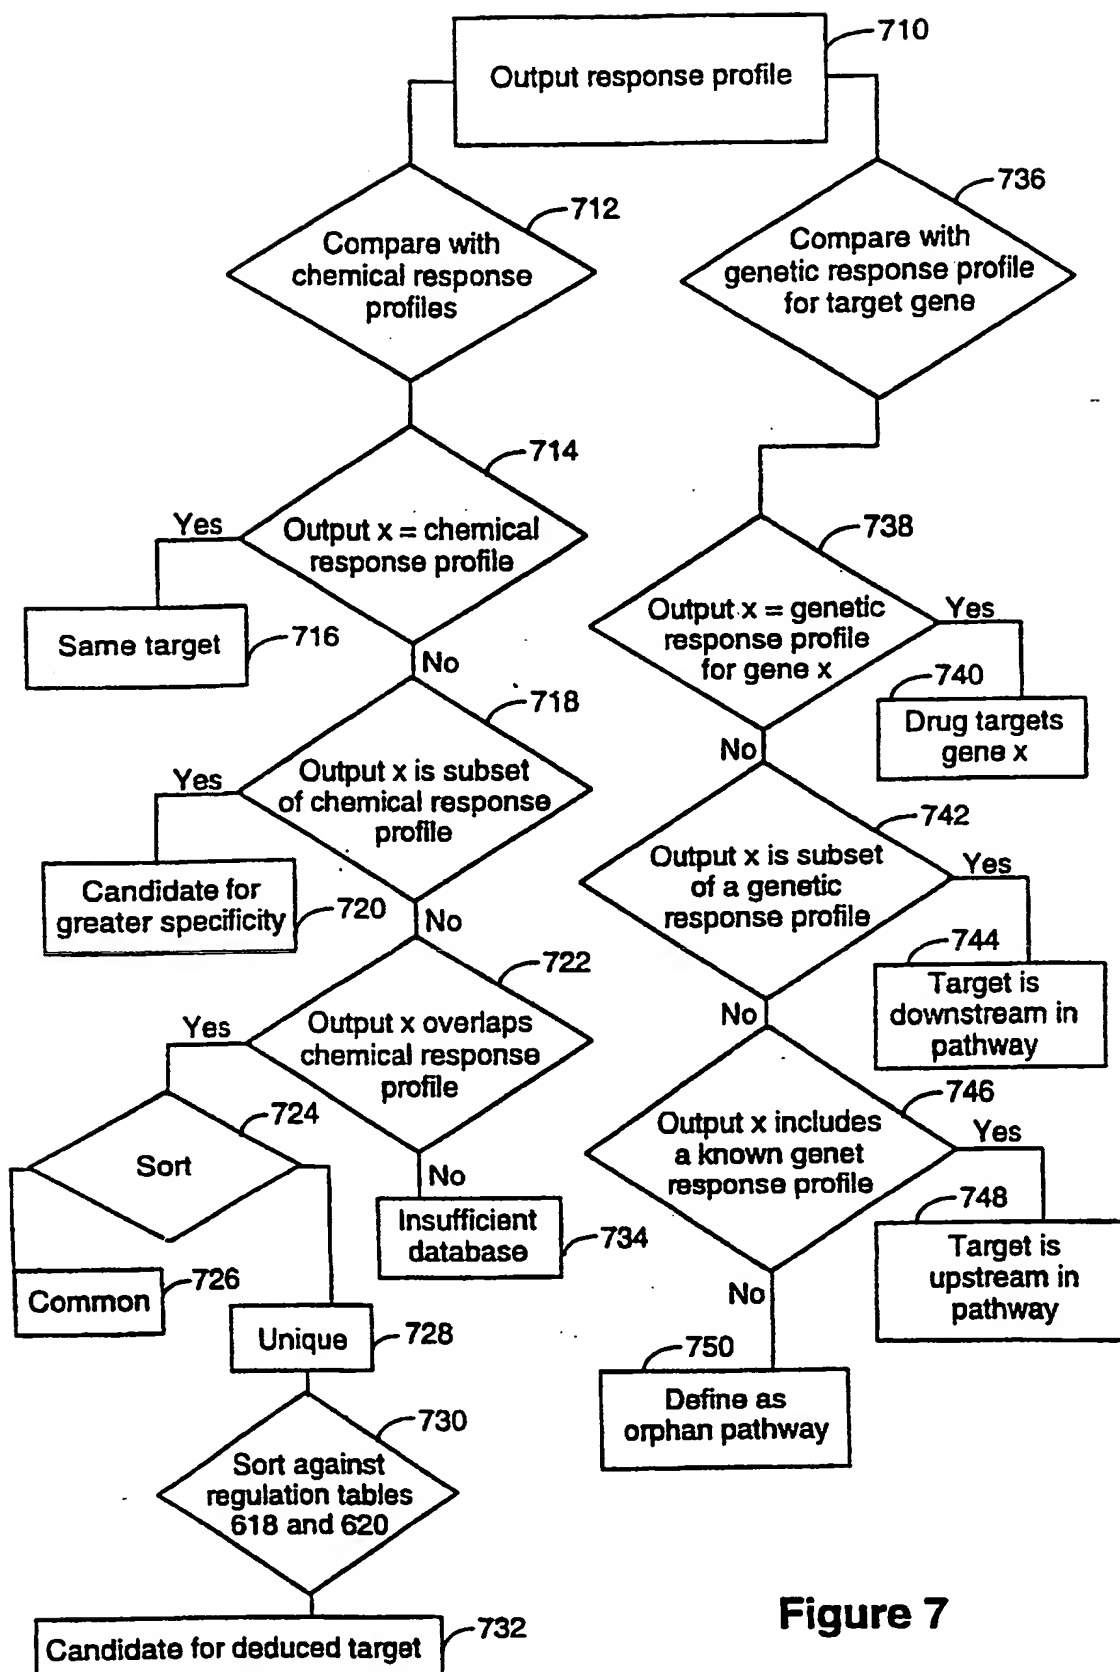 710
Output response profile
712
Compare with
chemical response
profiles
736
Compare with
genetic response profile
for target gene
714
Yes
Output x = chemical
response profile
Same target
716
No
738
Output x = genetic
response profile
for gene x
Yes
740
Drug targets
gene x
No
718
Yes
Output x is subset
of chemical response
profile
Candidate for
greater specificity
720
No
742
Output x is subset
of a genetic
response profile
Yes
744
Target is
downstream in
pathway
No
722
Yes
Output x overlaps
chemical response
profile
724
Sort
No
Insufficient
database
734
726
Common
Unique
728
746
Output x includes
a known genet
response profile
Yes
748
Target is
upstream in
pathway
No
750
Define as
orphan pathway
730
Sort against
regulation tables
618 and 620
Candidate for deduced target
732
Figure 7